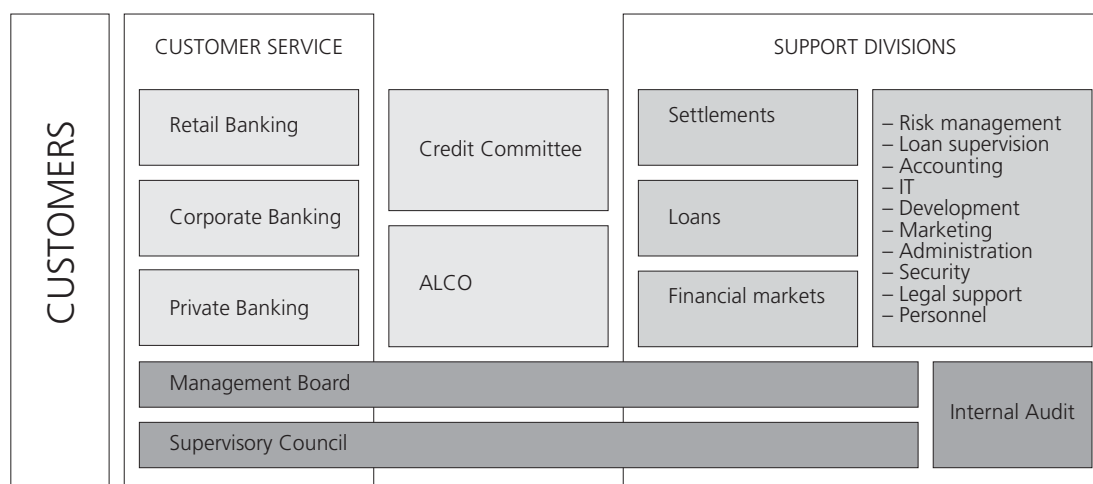 CUSTOMERS
CUSTOMER SERVICE
Retail Banking
Corporate Banking
Private Banking
Credit Committee
ALCO
SUPPORT DIVISIONS
Settlements
Loans
Financial markets
– Risk management
– Loan supervision
– Accounting
– IT
– Development
– Marketing
– Administration
– Security
– Legal support
– Personnel
Management Board
Supervisory Council
Internal Audit